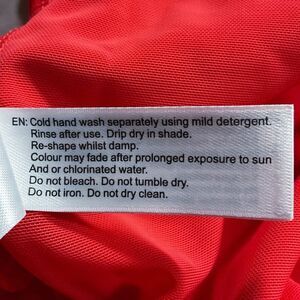 EN: Cold hand wash separately using mild detergent.
Rinse after use. Drip dry in shade.
Re-shape whilst damp.
Colour may fade after prolonged exposure to sun
And or chlorinated water.
Do not bleach. Do not tumble dry.
Do not iron. Do not dry clean.